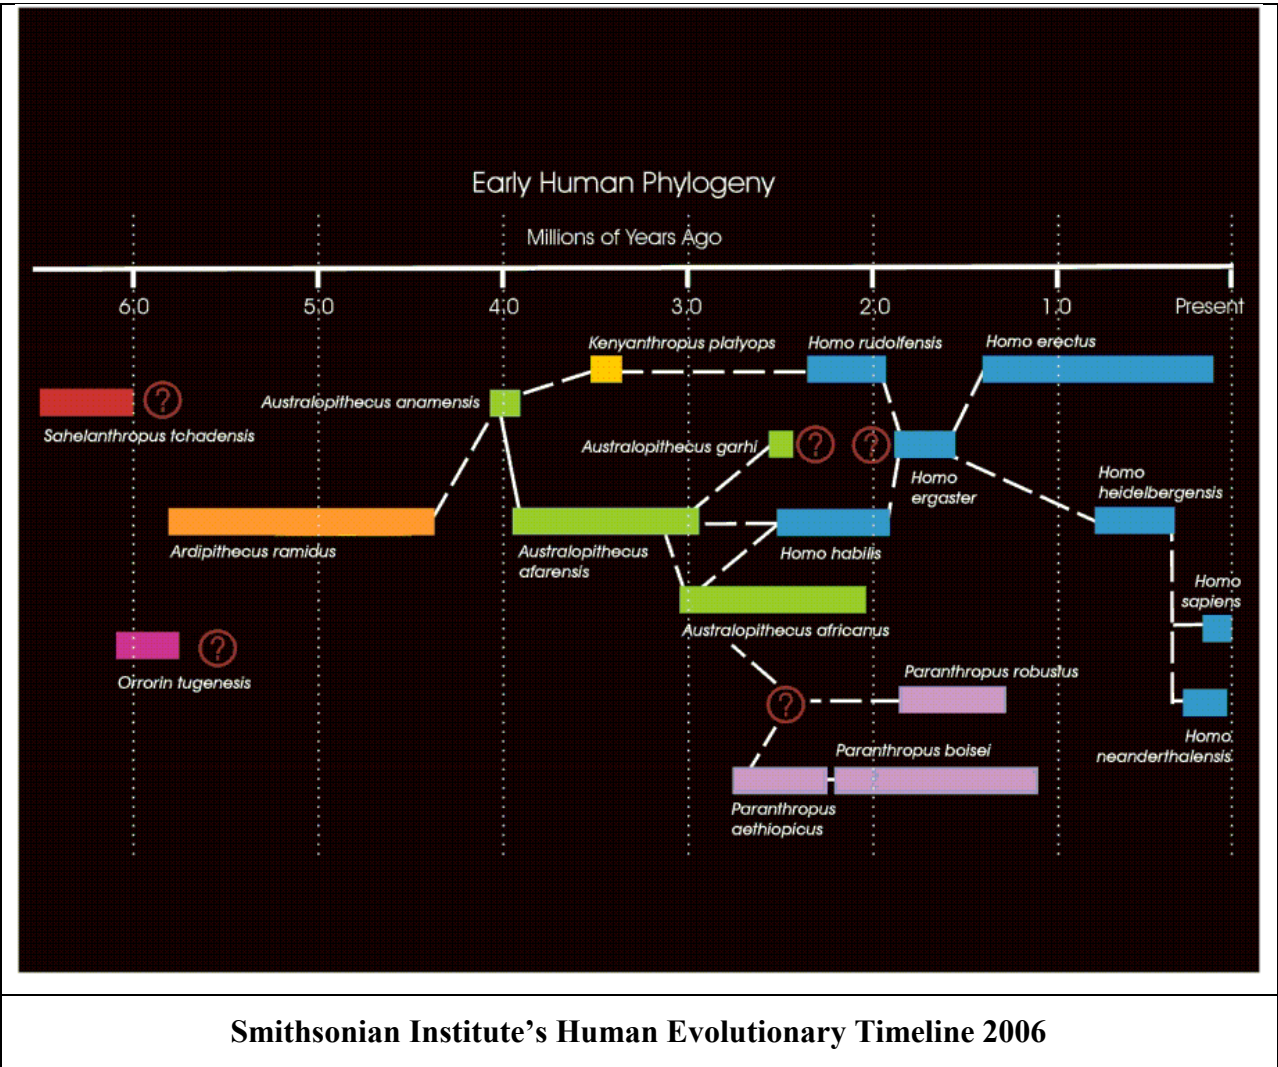 Early Human Phylogeny
Millions of Years Ago
6.0 5.0 4.0 3.0 2.0 1.0 Present
Kenyanthropus platyops
Homo rudolfensis
Homo erectus
Australopithecus anamensis
Sahelanthropus tchadensis
?
Australopithecus garhi
? ?
Homo
ergaster
Homo
heidelbergensis
Ardipithecus ramidus
Australopithecus
afarensis
Homo habilis
Homo
sapiens
Australopithecus africanus
?
Orrorin tugenesis
Paranthropus robustus
?
Homo
neanderthalensis
Paranthropus boisei
Paranthropus
aethiopicus
Smithsonian Institute's Human Evolutionary Timeline 2006